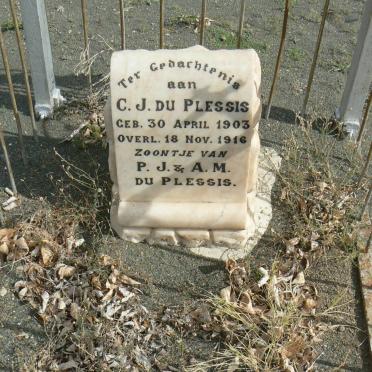 Ter Gedachtenis
aan
C. J. DU PLESSIS
GEB. 30 APRIL 1903
OVERL. 18 NOV. 1916
ZOONTJE VAN
P. J. & A. M.
DU PLESSIS.